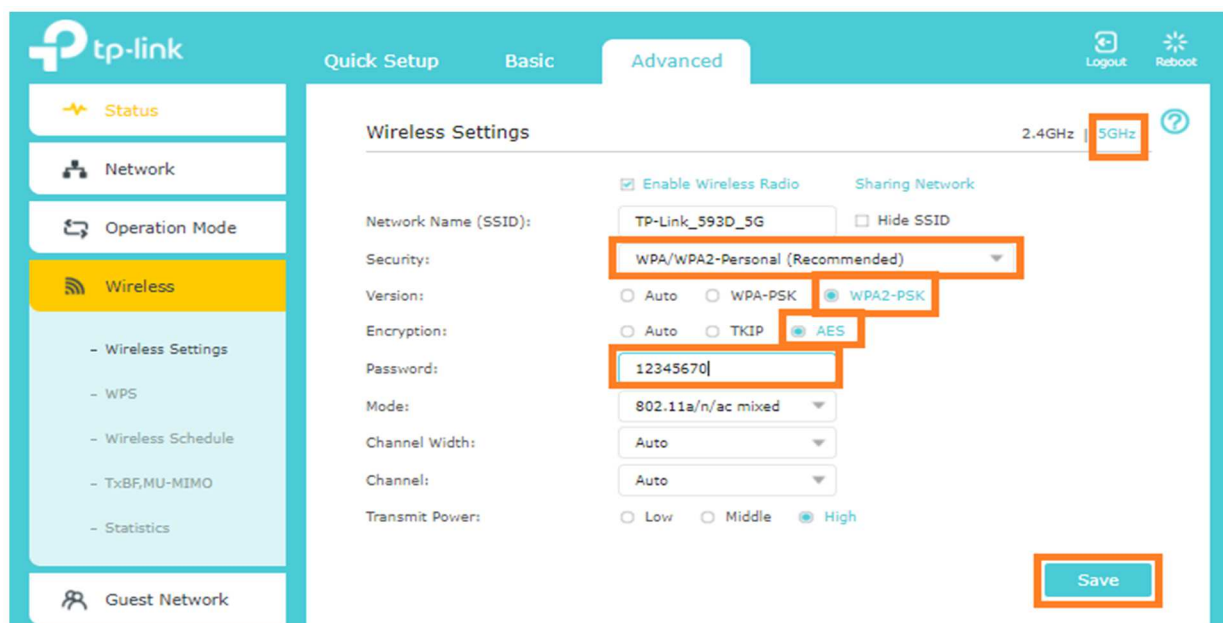 tp-link
Quick Setup Basic Advanced
Logout Reboot
Status
Network
Operation Mode
Wireless
- Wireless Settings
- WPS
- Wireless Schedule
- TxBF,MU-MIMO
- Statistics
Guest Network
Wireless Settings 2.4GHz | 5GHz ?
Enable Wireless Radio Sharing Network
Network Name (SSID): TP-Link_593D_5G Hide SSID
Security: WPA/WPA2-Personal (Recommended)
Version: Auto WPA-PSK WPA2-PSK
Encryption: Auto TKIP AES
Password: 12345670
Mode: 802.11a/n/ac mixed
Channel Width: Auto
Channel: Auto
Transmit Power: Low Middle High
Save